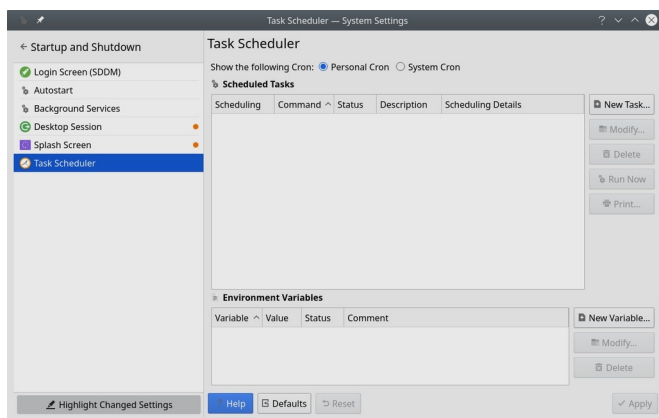 Task Scheduler — System Settings
Startup and Shutdown
Login Screen (SDDM)
Autostart
Background Services
Desktop Session
Splash Screen
Task Scheduler
Highlight Changed Settings
Task Scheduler
Show the following Cron: Personal Cron System Cron
Scheduled Tasks
Scheduling Command Status Description Scheduling Details
New Task...
Modify...
Delete
Run Now
Print...
Environment Variables
Variable Value Status Comment
New Variable...
Modify...
Delete
Help Defaults Reset Apply